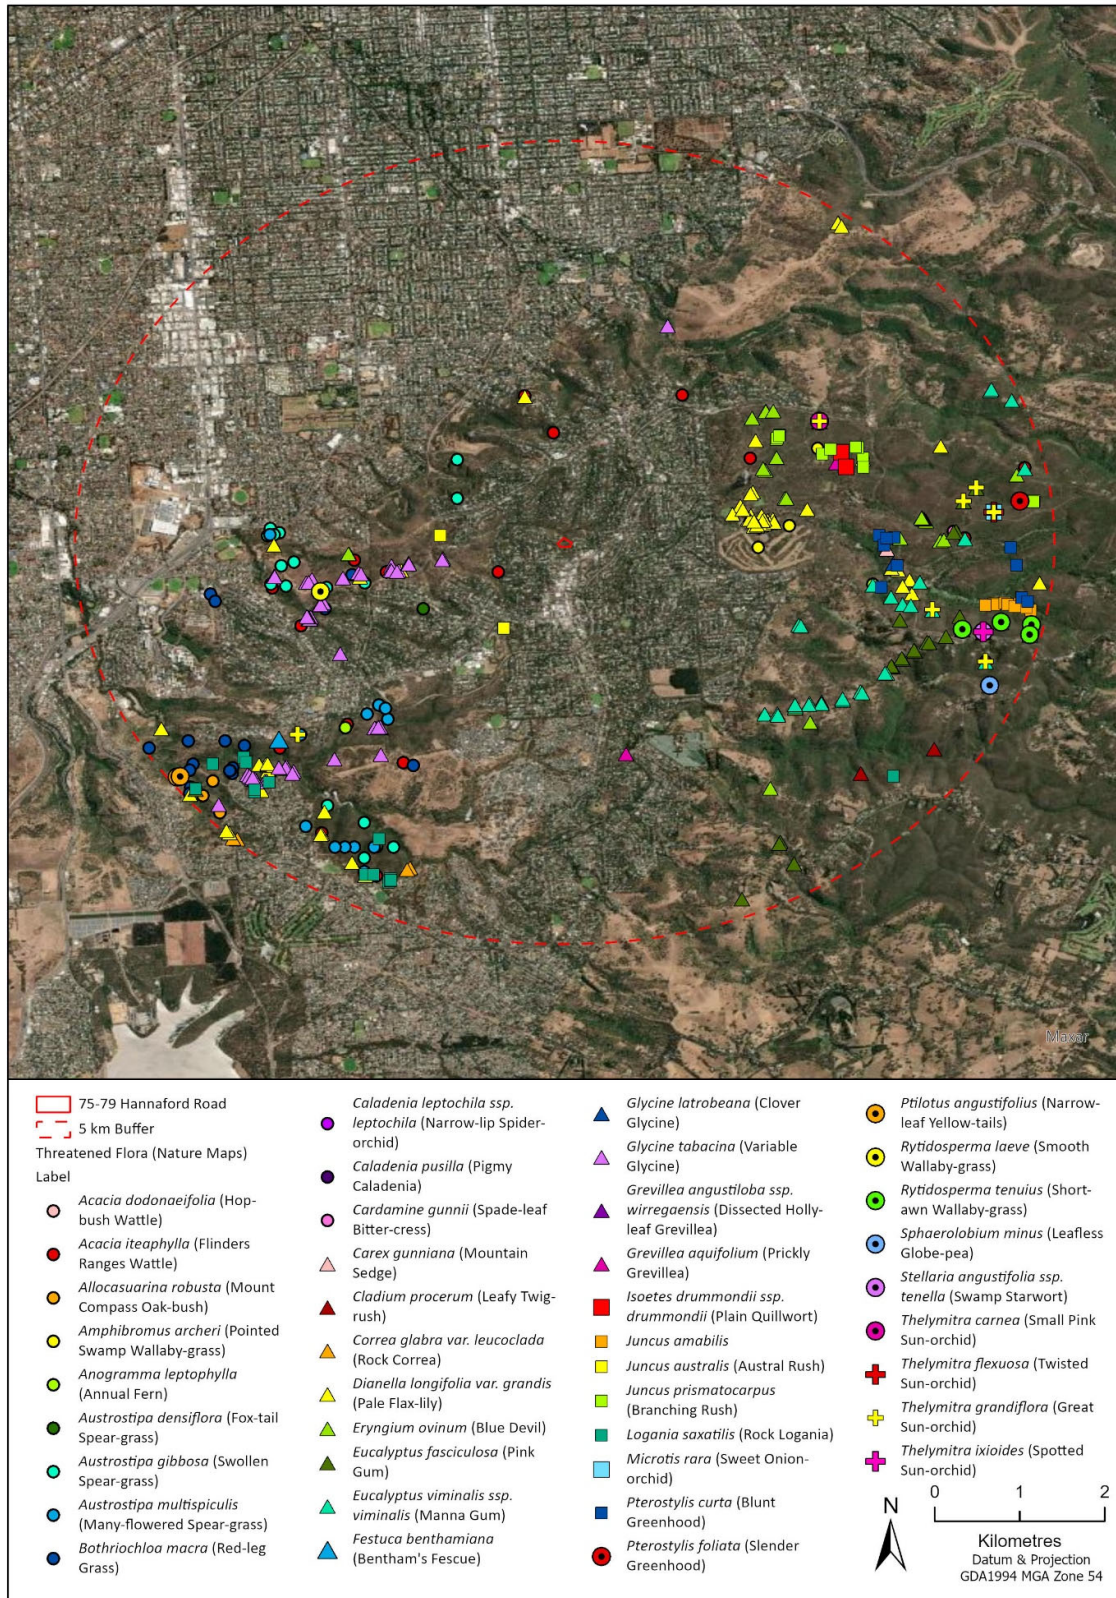 Maxar
75-79 Hannaford Road
5 km Buffer
Threatened Flora (Nature Maps)
Label
Acacia dodonaeifolia (Hop-
bush Wattle)
Acacia iteaphylla (Flinders
Ranges Wattle)
Allocasuarina robusta (Mount
Compass Oak-bush)
Amphibromus archeri (Pointed
Swamp Wallaby-grass)
Anogramma leptophylla
(Annual Fern)
Austrostipa densiflora (Fox-tail
Spear-grass)
Austrostipa gibbosa (Swollen
Spear-grass)
Austrostipa multispiculis
(Many-flowered Spear-grass)
Bothriochloa macra (Red-leg
Grass)
Caladenia leptochila ssp.
leptochila (Narrow-lip Spider-
orchid)
Caladenia pusilla (Pigmy
Caladenia)
Cardamine gunnii (Spade-leaf
Bitter-cress)
Carex gunniana (Mountain
Sedge)
Cladium procerum (Leafy Twig-
rush)
Correa glabra var. leucoclada
(Rock Correa)
Dianella longifolia var. grandis
(Pale Flax-lily)
Eryngium ovinum (Blue Devil)
Eucalyptus fasciculosa (Pink
Gum)
Eucalyptus viminalis ssp.
viminalis (Manna Gum)
Festuca benthamiana
(Bentham's Fescue)
Glycine latrobeana (Clover
Glycine)
Glycine tabacina (Variable
Glycine)
Grevillea angustiloba ssp.
wirregaensis (Dissected Holly-
leaf Grevillea)
Grevillea aquifolium (Prickly
Grevillea)
Isoetes drummondii ssp.
drummondii (Plain Quillwort)
Juncus amabilis
Juncus australis (Austral Rush)
Juncus prismatocarpus
(Branching Rush)
Logania saxatilis (Rock Logania)
Microtis rara (Sweet Onion-
orchid)
Pterostylis curta (Blunt
Greenhood)
Pterostylis foliata (Slender
Greenhood)
Ptilotus angustifolius (Narrow-
leaf Yellow-tails)
Rytidosperma laeve (Smooth
Wallaby-grass)
Rytidosperma tenuius (Short-
awn Wallaby-grass)
Sphaerolobium minus (Leafless
Globe-pea)
Stellaria angustifolia ssp.
tenella (Swamp Starwort)
Thelymitra carnea (Small Pink
Sun-orchid)
Thelymitra flexuosa (Twisted
Sun-orchid)
Thelymitra grandiflora (Great
Sun-orchid)
Thelymitra ixioides (Spotted
Sun-orchid)
N
0 1 2
Kilometres
Datum & Projection
GDA1994 MGA Zone 54